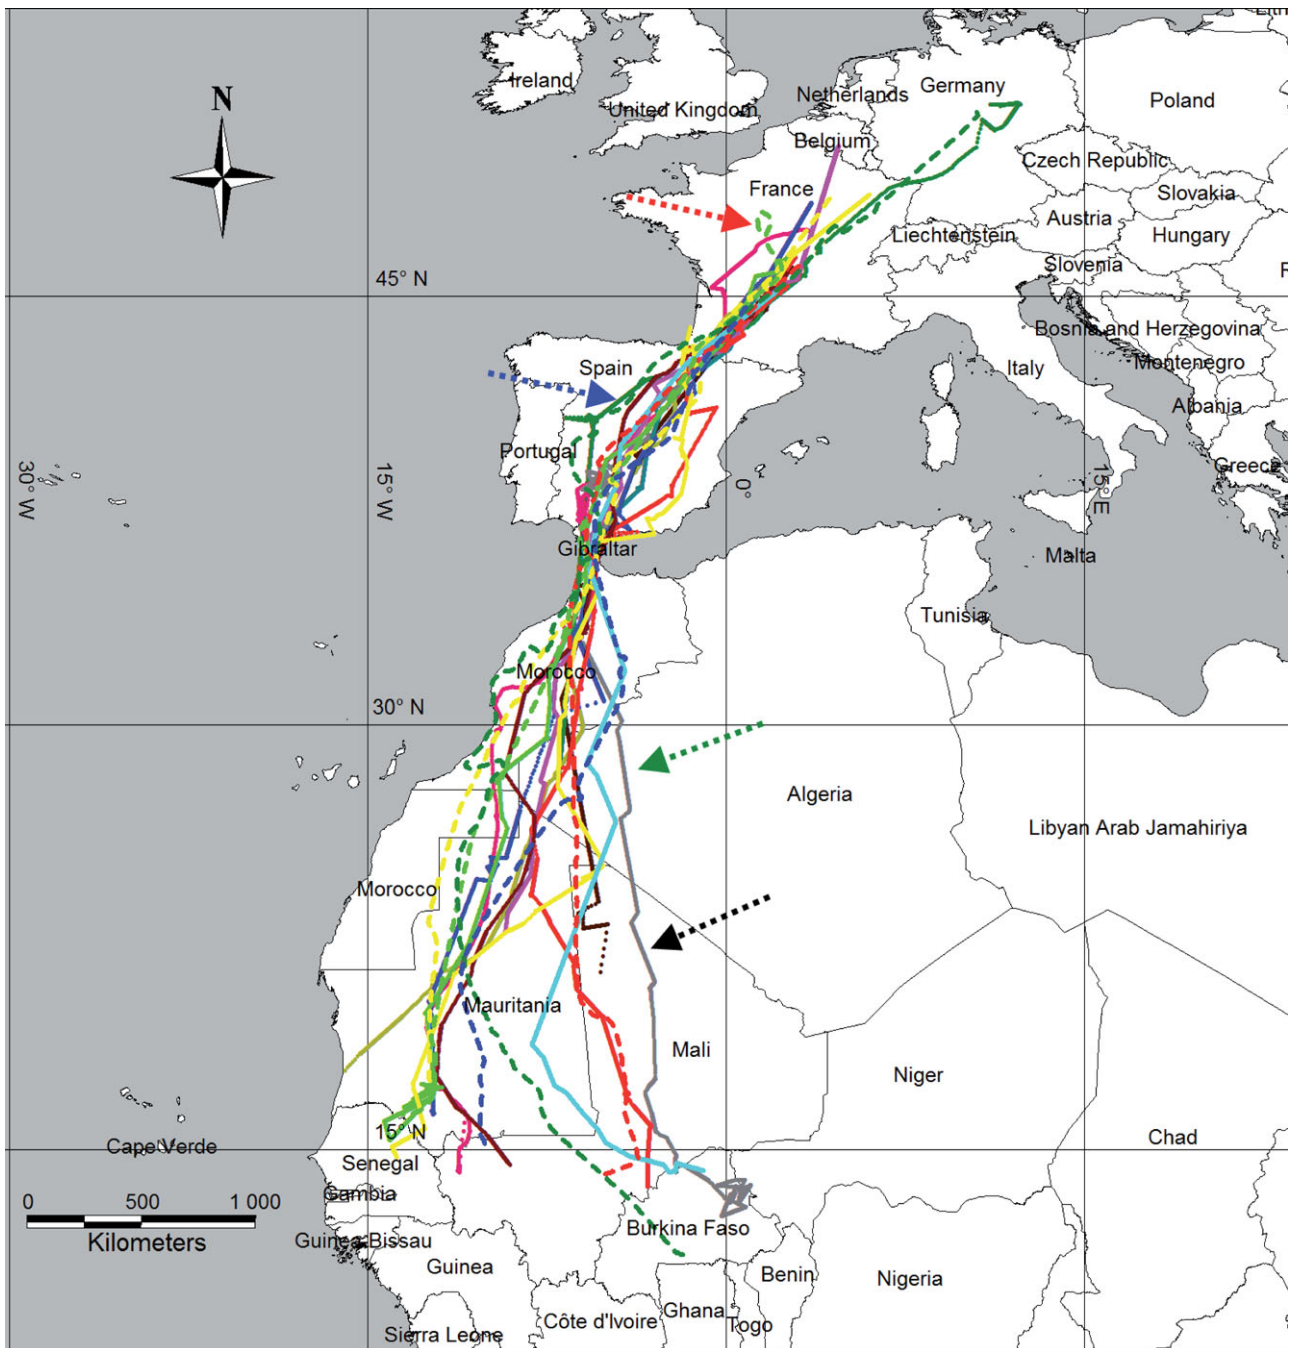 Lith
Ireland
United Kingdom
Netherlands
Germany
Poland
N
Belgium
Czech Republic
France
Slovakia
Austria
Hungary
Liechtenstein
Slovenia
45° N
R
Bosnia and Herzegovina
Spain
Italy
Montenegro
Albania
Portugal
Greece
30° W
15° W
0°
15° E
Gibraltar
Malta
Tunisia
Morocco
30° N
Algeria
Libyan Arab Jamahiriya
Morocco
Mauritania
Mali
Niger
15° N
Chad
Cape Verde
Senegal
Gambia
0 500 1 000
Kilometers
Burkina Faso
Guinea Bissau
Guinea
Benin
Nigeria
Ghana
Côte d'Ivoire
Togo
Sierra Leone